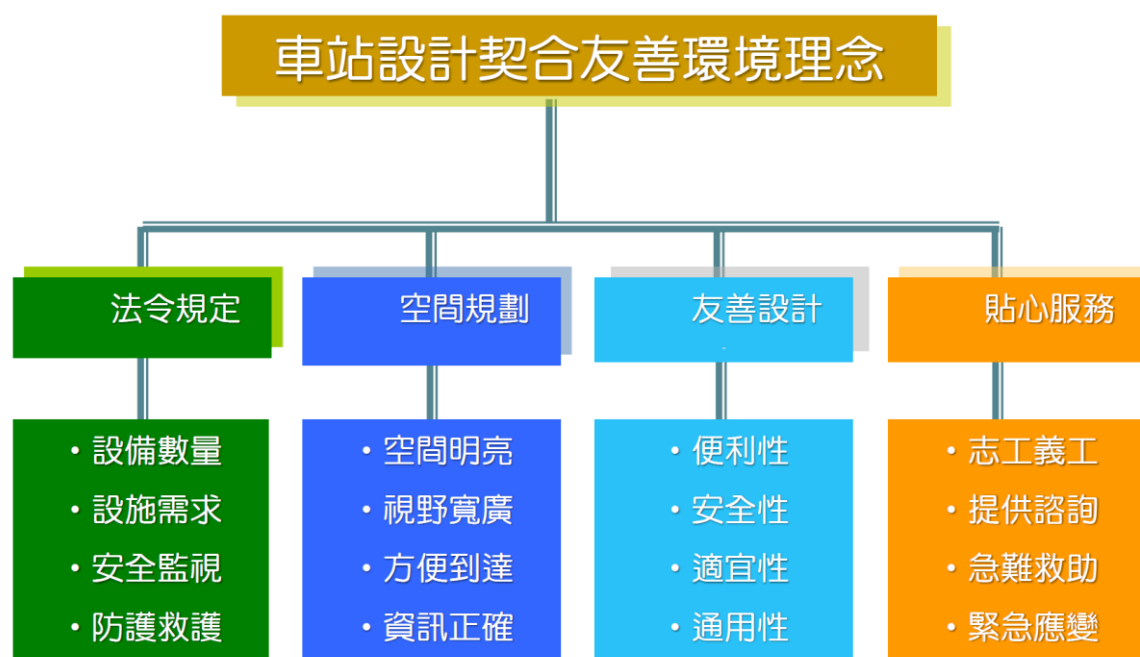 車站設計契合友善環境理念
法令規定
・設備數量
・設施需求
・安全監視
・防護救護
空間規劃
・空間明亮
・視野寬廣
・方便到達
・資訊正確
友善設計
・便利性
・安全性
・適宜性
・通用性
貼心服務
・志工義工
・提供諮詢
・急難救助
・緊急應變